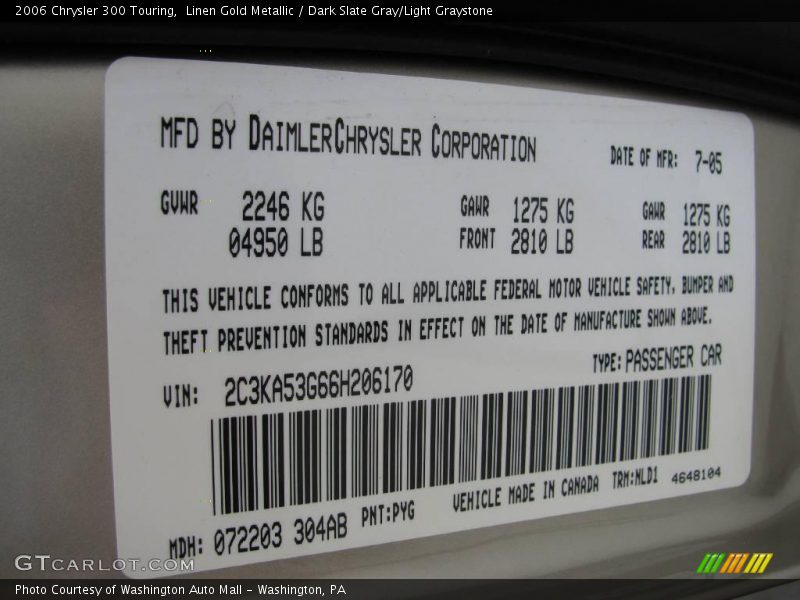 2006 Chrysler 300 Touring,  Linen Gold Metallic / Dark Slate Gray/Light Graystone
MFD BY DAIMLERCHRYSLER CORPORATION
DATE OF MFR: 7-05
GVWR 2246 KG GAWR 1275 KG GAWR 1275 KG
04950 LB FRONT 2810 LB REAR 2810 LB
THIS VEHICLE CONFORMS TO ALL APPLICABLE FEDERAL MOTOR VEHICLE SAFETY, BUMPER AND
THEFT PREVENTION STANDARDS IN EFFECT ON THE DATE OF MANUFACTURE SHOWN ABOVE.
VIN: 2C3KA53G66H206170 TYPE: PASSENGER CAR
MDH: 072203 304AB PNT:PYG VEHICLE MADE IN CANADA TRM:NLD1 4648104
GTCARLOT.COM
Photo Courtesy of Washington Auto Mall - Washington, PA